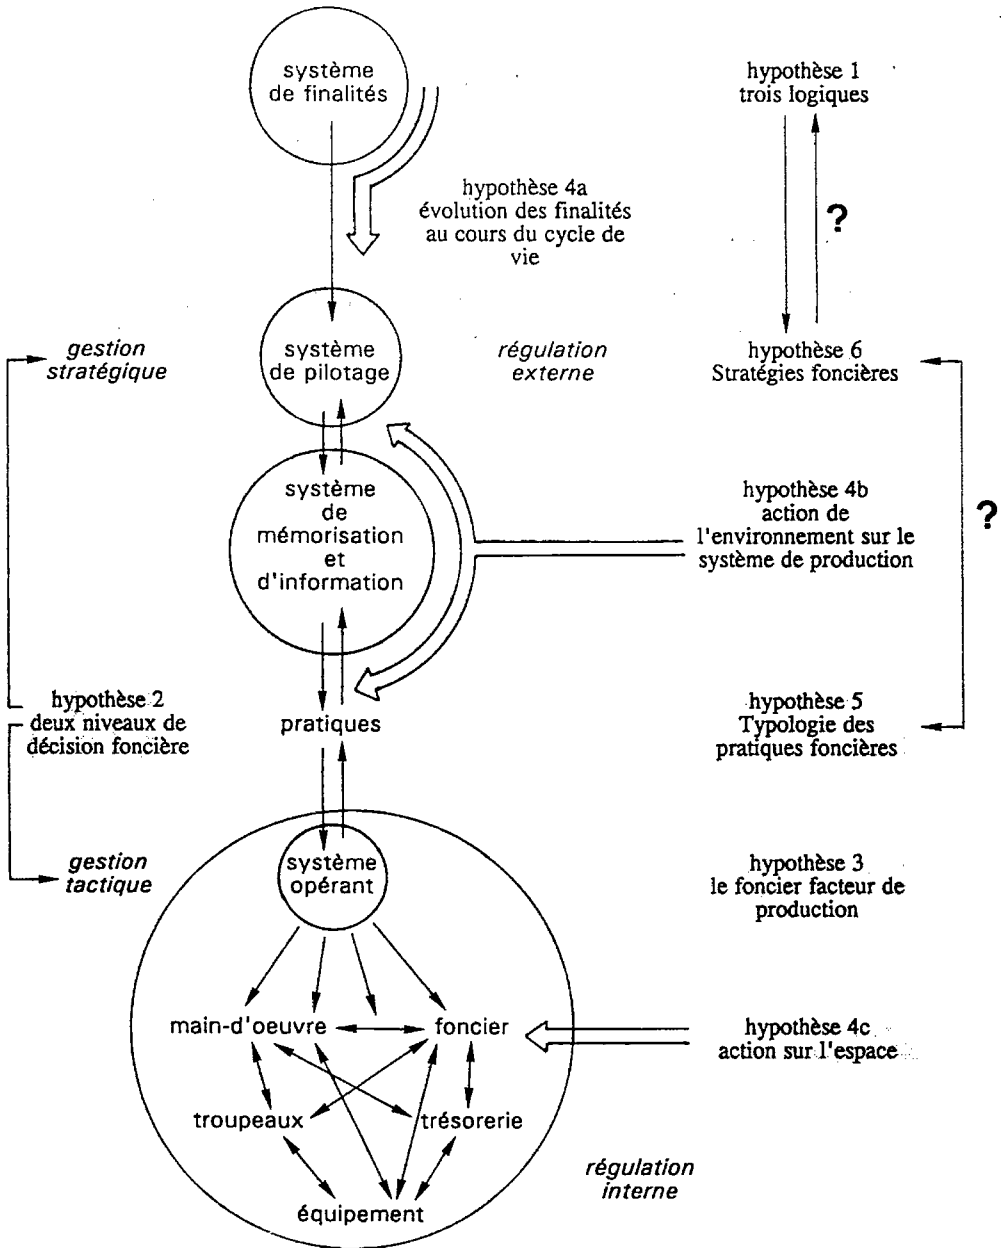 système
de finalités
hypothèse 1
trois logiques
hypothèse 4a
évolution des finalités
au cours du cycle de
vie
?
gestion
stratégique
système
de pilotage
régulation
externe
hypothèse 6
Stratégies foncières
système
de
mémorisation
et
d'information
hypothèse 4b
action de
l'environnement sur le
système de production
?
hypothèse 2
deux niveaux de
décision foncière
pratiques
hypothèse 5
Typologie des
pratiques foncières
gestion
tactique
système
opérant
hypothèse 3
le foncier facteur de
production
main-d'oeuvre
foncier
hypothèse 4c
action sur l'espace
troupeaux
trésorerie
équipement
régulation
interne